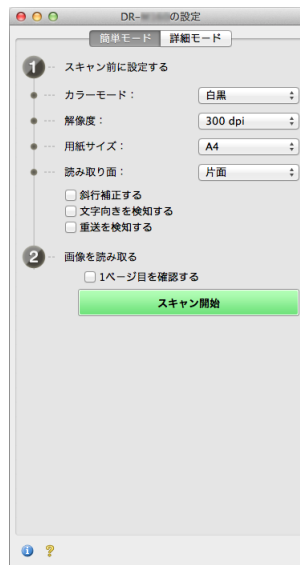 DR-の設定
簡単モード 詳細モード
1 スキャン前に設定する
カラーモード： 白黒
解像度： 300 dpi
用紙サイズ： A4
読み取り面： 片面
斜行補正する
文字向きを検知する
重送を検知する
2 画像を読み取る
1ページ目を確認する
スキャン開始